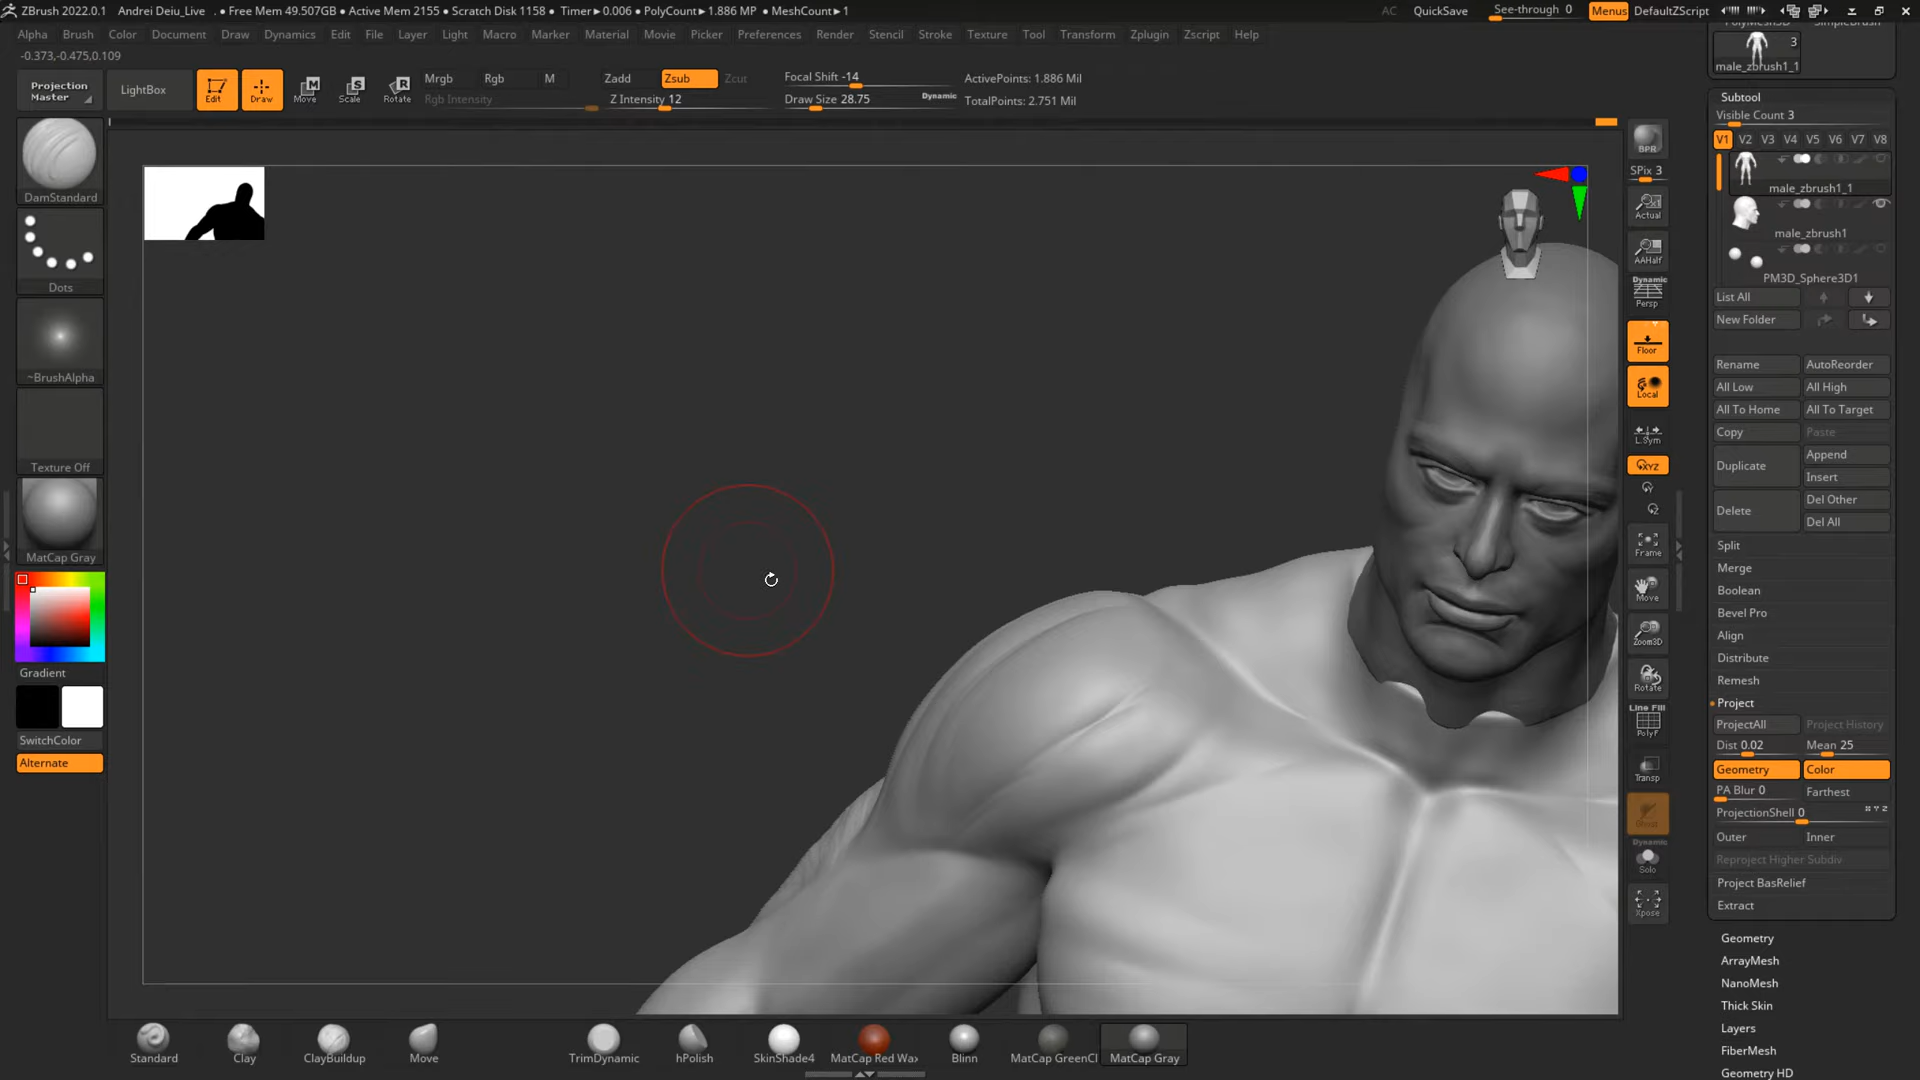 ZBrush 2022.0.1 Andrei Deiu_Live . • Free Mem 49.507GB • Active Mem 2155 • Scratch Disk 1158 • Timer▸0.006 • PolyCount▸1.886 MP • MeshCount▸1 AC QuickSave See-through 0 Menus DefaultZScript
Alpha Brush Color Document Draw Dynamics Edit File Layer Light Macro Marker Material Movie Picker Preferences Render Stencil Stroke Texture Tool Transform Zplugin Zscript Help
-0.373,-0.475,0.109
Projection Master
LightBox
Edit
Draw
Move
Scale
Rotate
Mrgb Rgb M
Rgb Intensity
Zadd Zsub Zcut
Z Intensity 12
Focal Shift -14
Draw Size 28.75 Dynamic
ActivePoints: 1.886 Mil
TotalPoints: 2.751 Mil
DamStandard
Dots
~BrushAlpha
Texture Off
MatCap Gray
Gradient
SwitchColor
Alternate
BPR
SPix 3
Actual
AAHalf
Dynamic
Persp
Floor
Local
L.Sym
XYZ
Y
Z
Frame
Move
Zoom3D
Rotate
Line Fill
PolyF
Transp
Ghost
Dynamic
Solo
Xpose
3
male_zbrush1_1
Subtool
Visible Count 3
V1 V2 V3 V4 V5 V6 V7 V8
male_zbrush1_1
male_zbrush1
PM3D_Sphere3D1
List All
New Folder
Rename AutoReorder
All Low All High
All To Home All To Target
Copy Paste
Duplicate Append
Insert
Delete Del Other
Del All
Split
Merge
Boolean
Bevel Pro
Align
Distribute
Remesh
Project
ProjectAll Project History
Dist 0.02 Mean 25
Geometry Color
PA Blur 0 Farthest
ProjectionShell 0 X Y Z
Outer Inner
Reproject Higher Subdiv
Project BasRelief
Extract
Geometry
ArrayMesh
NanoMesh
Thick Skin
Layers
FiberMesh
Geometry HD
Standard Clay ClayBuildup Move TrimDynamic hPolish SkinShade4 MatCap Red Wax Blinn MatCap GreenCl MatCap Gray